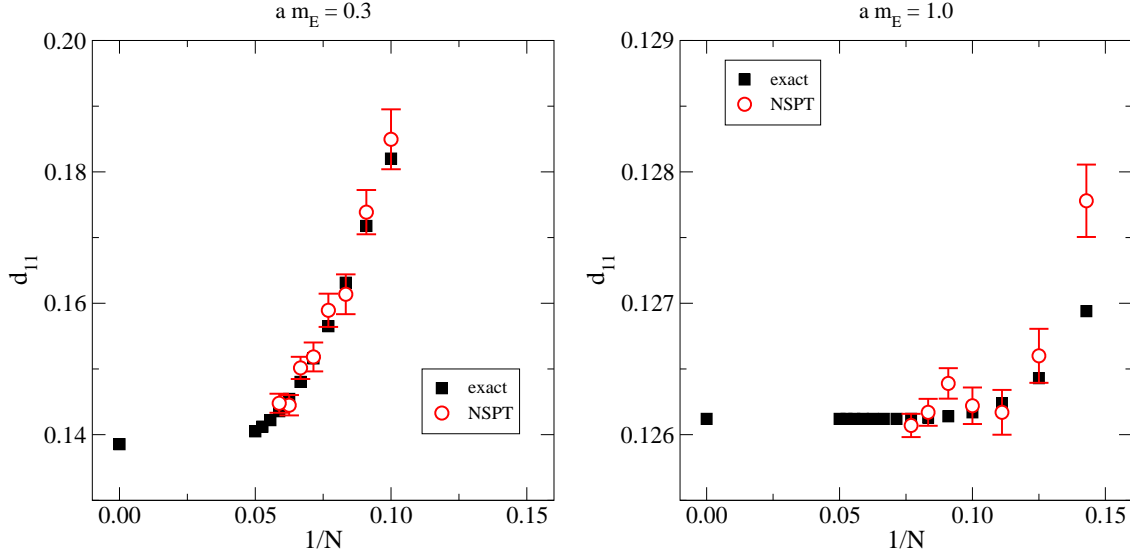 a m_E = 0.3
0.20
0.18
0.16
0.14
d_11
0.00 0.05 0.10 0.15
1/N
exact
NSPT
a m_E = 1.0
0.129
0.128
0.127
0.126
d_11
0.00 0.05 0.10 0.15
1/N
exact
NSPT